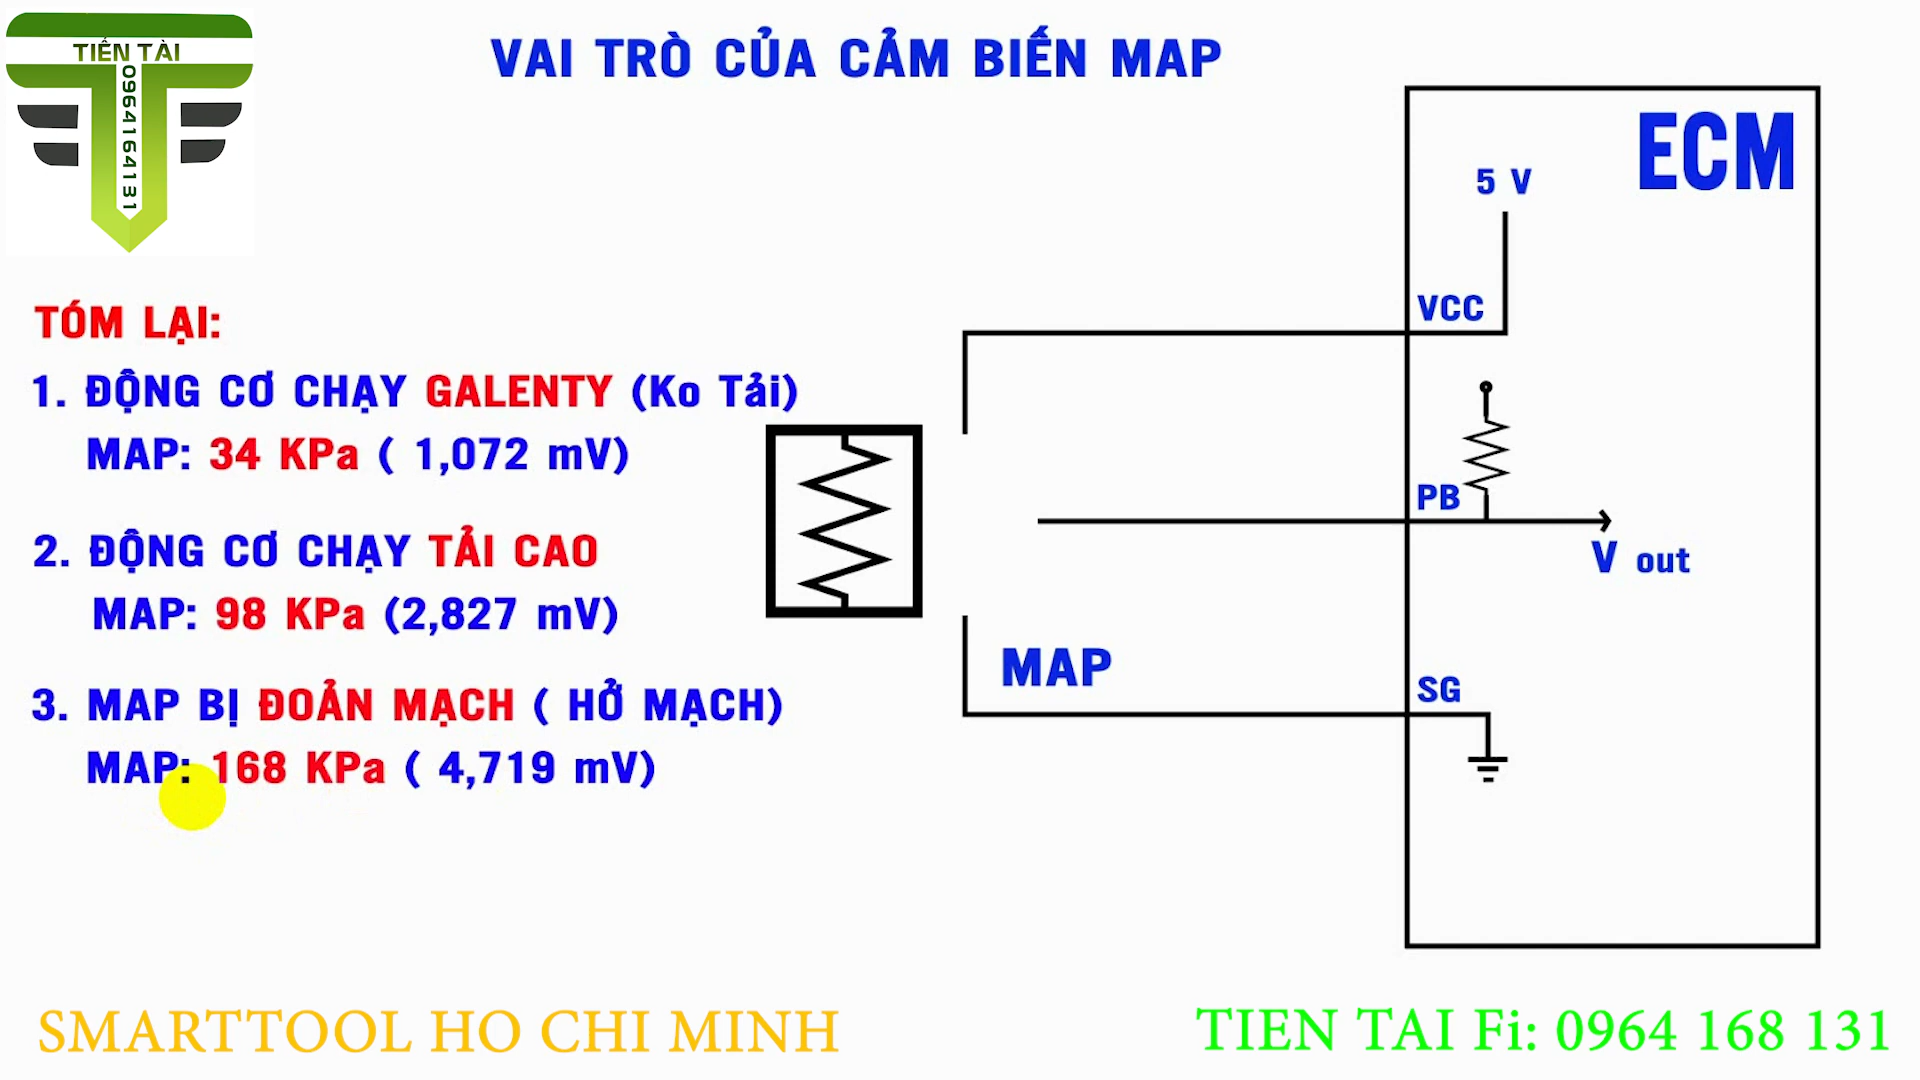 TIẾN TÀI
0964164131
VAI TRÒ CỦA CẢM BIẾN MAP
ECM
5 V
VCC
PB
V out
SG
MAP
TÓM LẠI:
1. ĐỘNG CƠ CHẠY GALENTY (Ko Tải)
MAP: 34 KPa ( 1,072 mV)
2. ĐỘNG CƠ CHẠY TẢI CAO
MAP: 98 KPa (2,827 mV)
3. MAP BỊ ĐOẢN MẠCH ( HỞ MẠCH)
MAP: 168 KPa ( 4,719 mV)
SMARTTOOL HO CHI MINH
TIEN TAI Fi: 0964 168 131